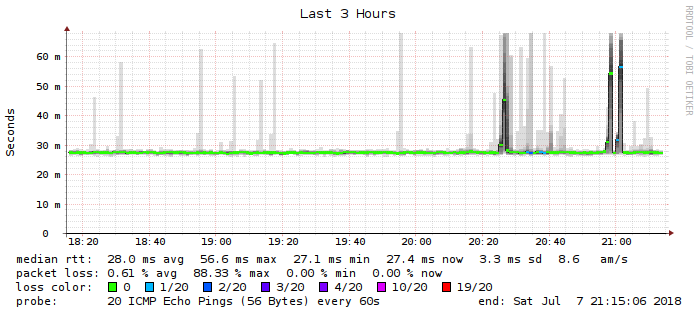 Last 3 Hours
RRDTOOL / TOBI OETIKER
Seconds
60 m
50 m
40 m
30 m
20 m
10 m
0
18:20 18:40 19:00 19:20 19:40 20:00 20:20 20:40 21:00
median rtt: 28.0 ms avg 56.6 ms max 27.1 ms min 27.4 ms now 3.3 ms sd 8.6 am/s
packet loss: 0.61 % avg 88.33 % max 0.00 % min 0.00 % now
loss color: 0 1/20 2/20 3/20 4/20 10/20 19/20
probe: 20 ICMP Echo Pings (56 Bytes) every 60s end: Sat Jul 7 21:15:06 2018